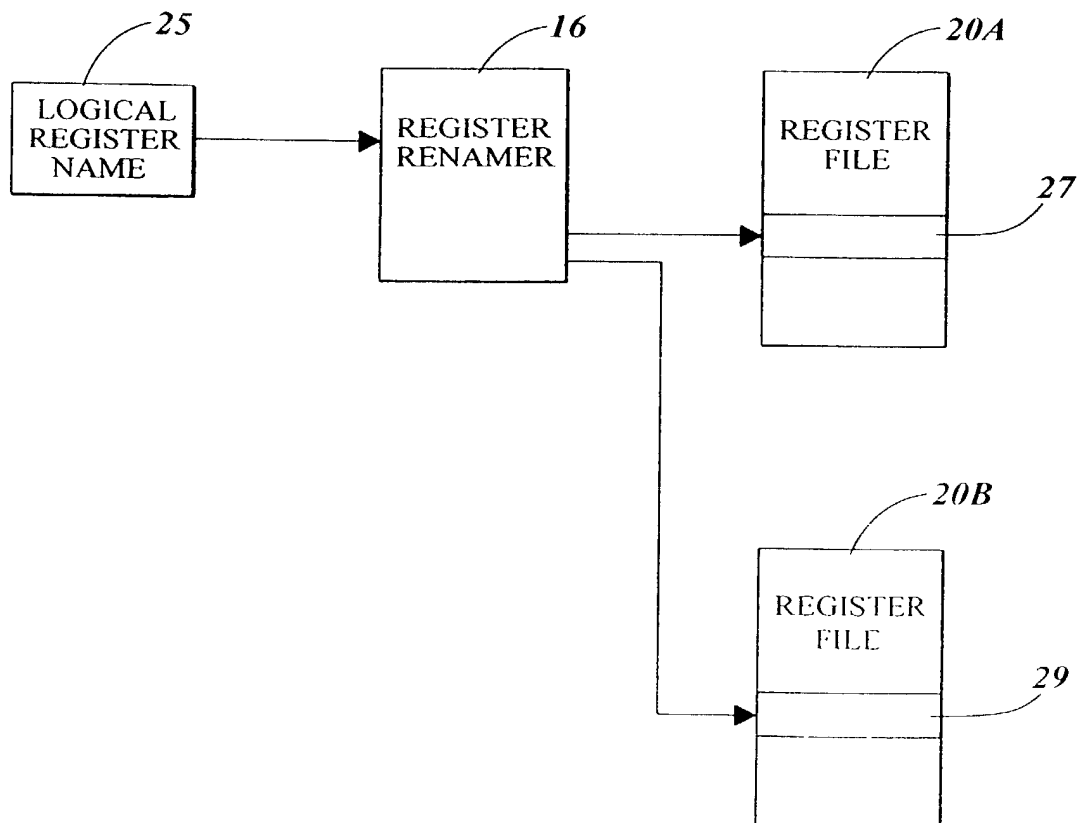 25
16
20A
LOGICAL
REGISTER
NAME
REGISTER
RENAMER
REGISTER
FILE
27
20B
REGISTER
FILE
29